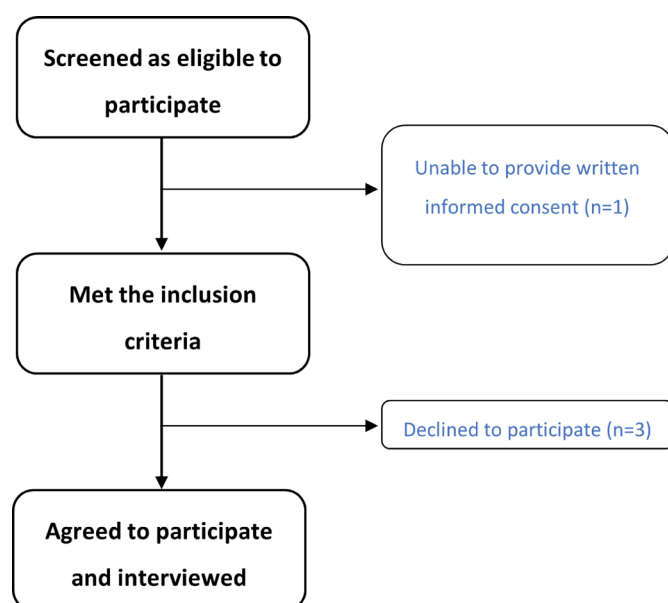 Screened as eligible to
participate
Unable to provide written
informed consent (n=1)
Met the inclusion
criteria
Declined to participate (n=3)
Agreed to participate
and interviewed